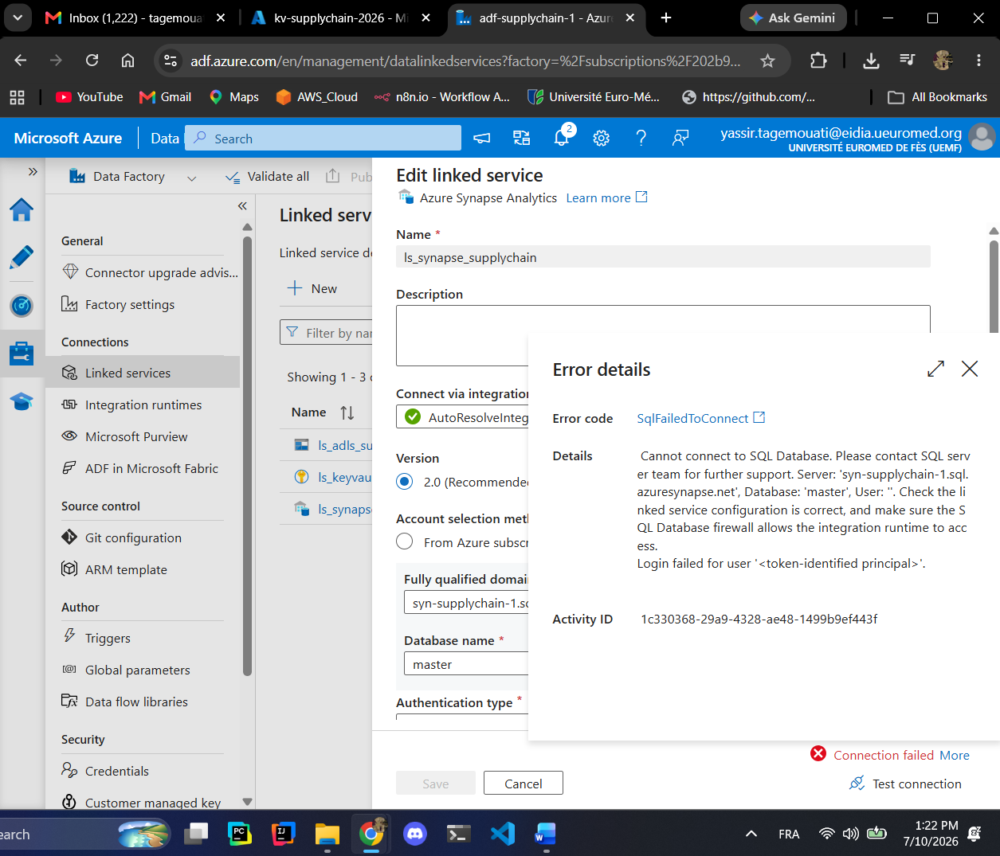 Inbox (1,222) - tagemoua
kv-supplychain-2026 - Mi
adf-supplychain-1 - Azur
Ask Gemini
adf.azure.com/en/management/datalinkedservices?factory=%2Fsubscriptions%2F202b9...
YouTube
Gmail
Maps
AWS_Cloud
n8n.io - Workflow A...
Université Euro-Mé...
https://github.com/...
All Bookmarks
Microsoft Azure
Data
Search
2
yassir.tagemouati@eidia.ueuromed.org
UNIVERSITÉ EUROMED DE FÈS (UEMF)
Data Factory
Validate all
Pub
General
Connector upgrade advis...
Factory settings
Connections
Linked services
Integration runtimes
Microsoft Purview
ADF in Microsoft Fabric
Source control
Git configuration
ARM template
Author
Triggers
Global parameters
Data flow libraries
Security
Credentials
Customer managed key
Linked serv
Linked service de
New
Filter by nar
Showing 1 - 3 o
Name
ls_adls_su
ls_keyvau
ls_synapse
Edit linked service
Azure Synapse Analytics Learn more
Name *
ls_synapse_supplychain
Description
Connect via integration
AutoResolveInteg
Version
2.0 (Recommended
Account selection meth
From Azure subscr
Fully qualified domain
syn-supplychain-1.sq
Database name *
master
Authentication type *
Save
Cancel
Error details
Error code
SqlFailedToConnect
Details
Cannot connect to SQL Database. Please contact SQL serv
er team for further support. Server: 'syn-supplychain-1.sql.
azuresynapse.net', Database: 'master', User: ''. Check the li
nked service configuration is correct, and make sure the S
QL Database firewall allows the integration runtime to acc
ess.
Login failed for user '<token-identified principal>'.
Activity ID
1c330368-29a9-4328-ae48-1499b9ef443f
Connection failed More
Test connection
earch
PC
IJ
W
FRA
1:22 PM
7/10/2026